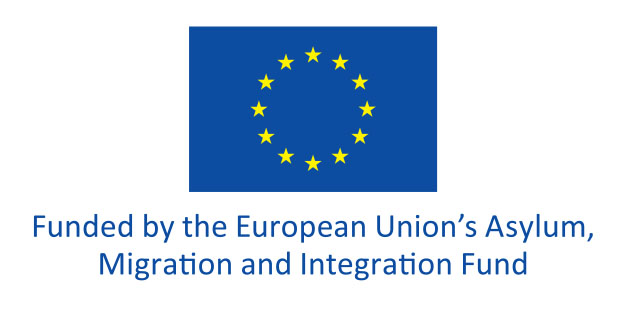 Funded by the European Union’s Asylum,
Migration and Integration Fund